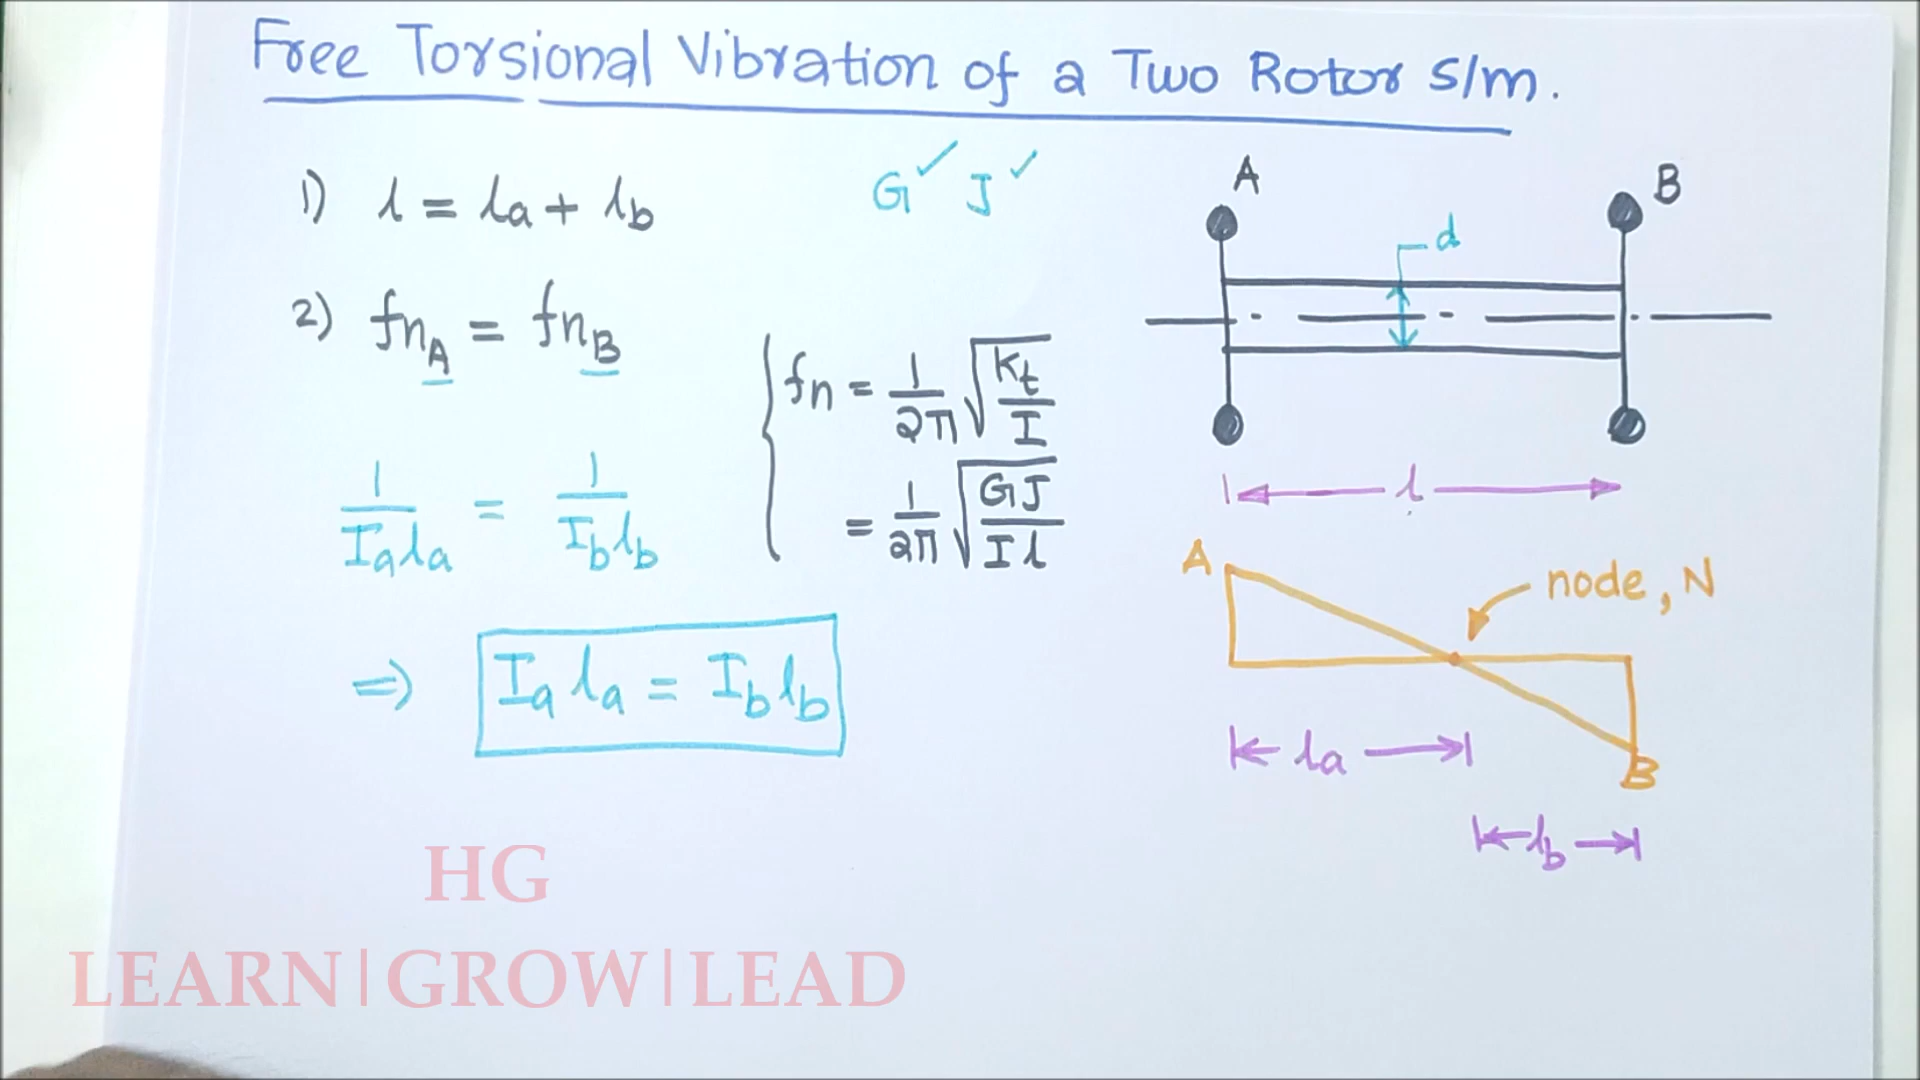 Free Torsional Vibration of a Two Rotor S/m.
1) l = la + lb
G✓ J✓
2) fnA = fnB
fn = 1/2π √Kt/I
= 1/2π √GJ/Il
1/Iala = 1/Iblb
⇒ Iala = Iblb
A
B
d
l
A
node, N
la
B
lb
HG
LEARN|GROW|LEAD